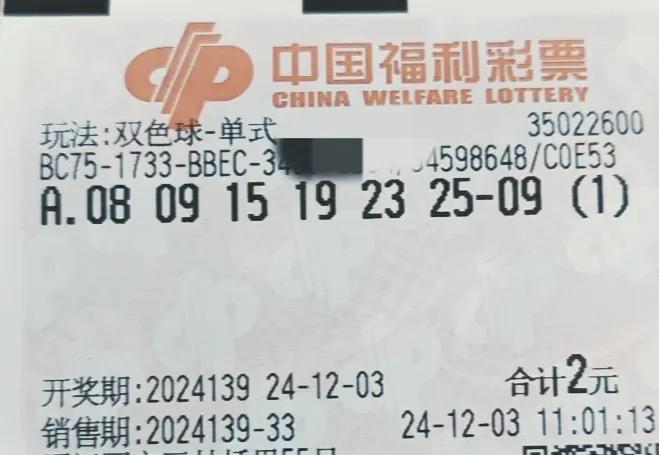 中国福利彩票
CHINA WELFARE LOTTERY
玩法:双色球-单式 35022600
BC75-1733-BBEC-34 4598648/C0E53
A.08 09 15 19 23 25-09 (1)
开奖期:2024139 24-12-03 合计2元
销售期:2024139-33 24-12-03 11:01:13